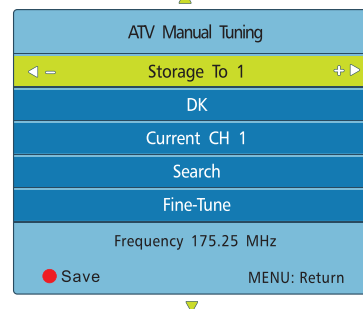 ATV Manual Tuning
– Storage To 1 +
DK
Current CH 1
Search
Fine-Tune
Frequency 175.25 MHz
Save MENU: Return